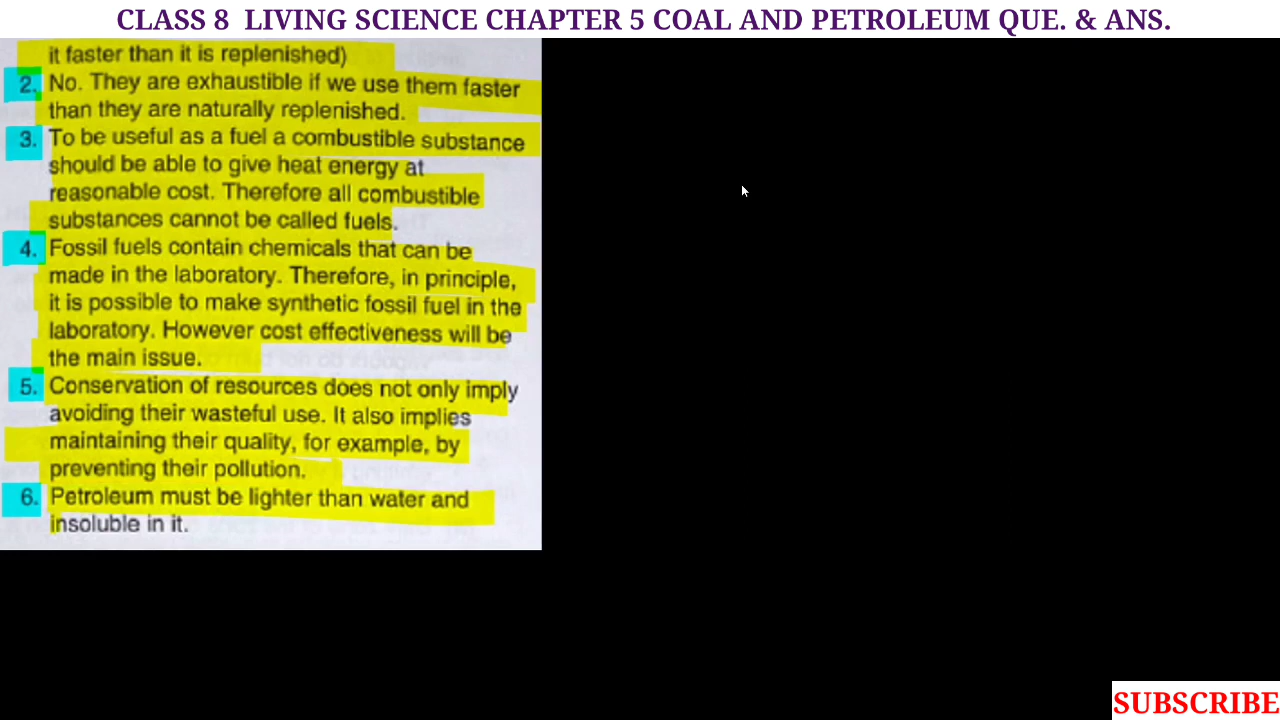 CLASS 8 LIVING SCIENCE CHAPTER 5 COAL AND PETROLEUM QUE. & ANS.
it faster than it is replenished)
2. No. They are exhaustible if we use them faster
than they are naturally replenished.
3. To be useful as a fuel a combustible substance
should be able to give heat energy at
reasonable cost. Therefore all combustible
substances cannot be called fuels.
4. Fossil fuels contain chemicals that can be
made in the laboratory. Therefore, in principle,
it is possible to make synthetic fossil fuel in the
laboratory. However cost effectiveness will be
the main issue.
5. Conservation of resources does not only imply
avoiding their wasteful use. It also implies
maintaining their quality, for example, by
preventing their pollution.
6. Petroleum must be lighter than water and
insoluble in it.
SUBSCRIBE